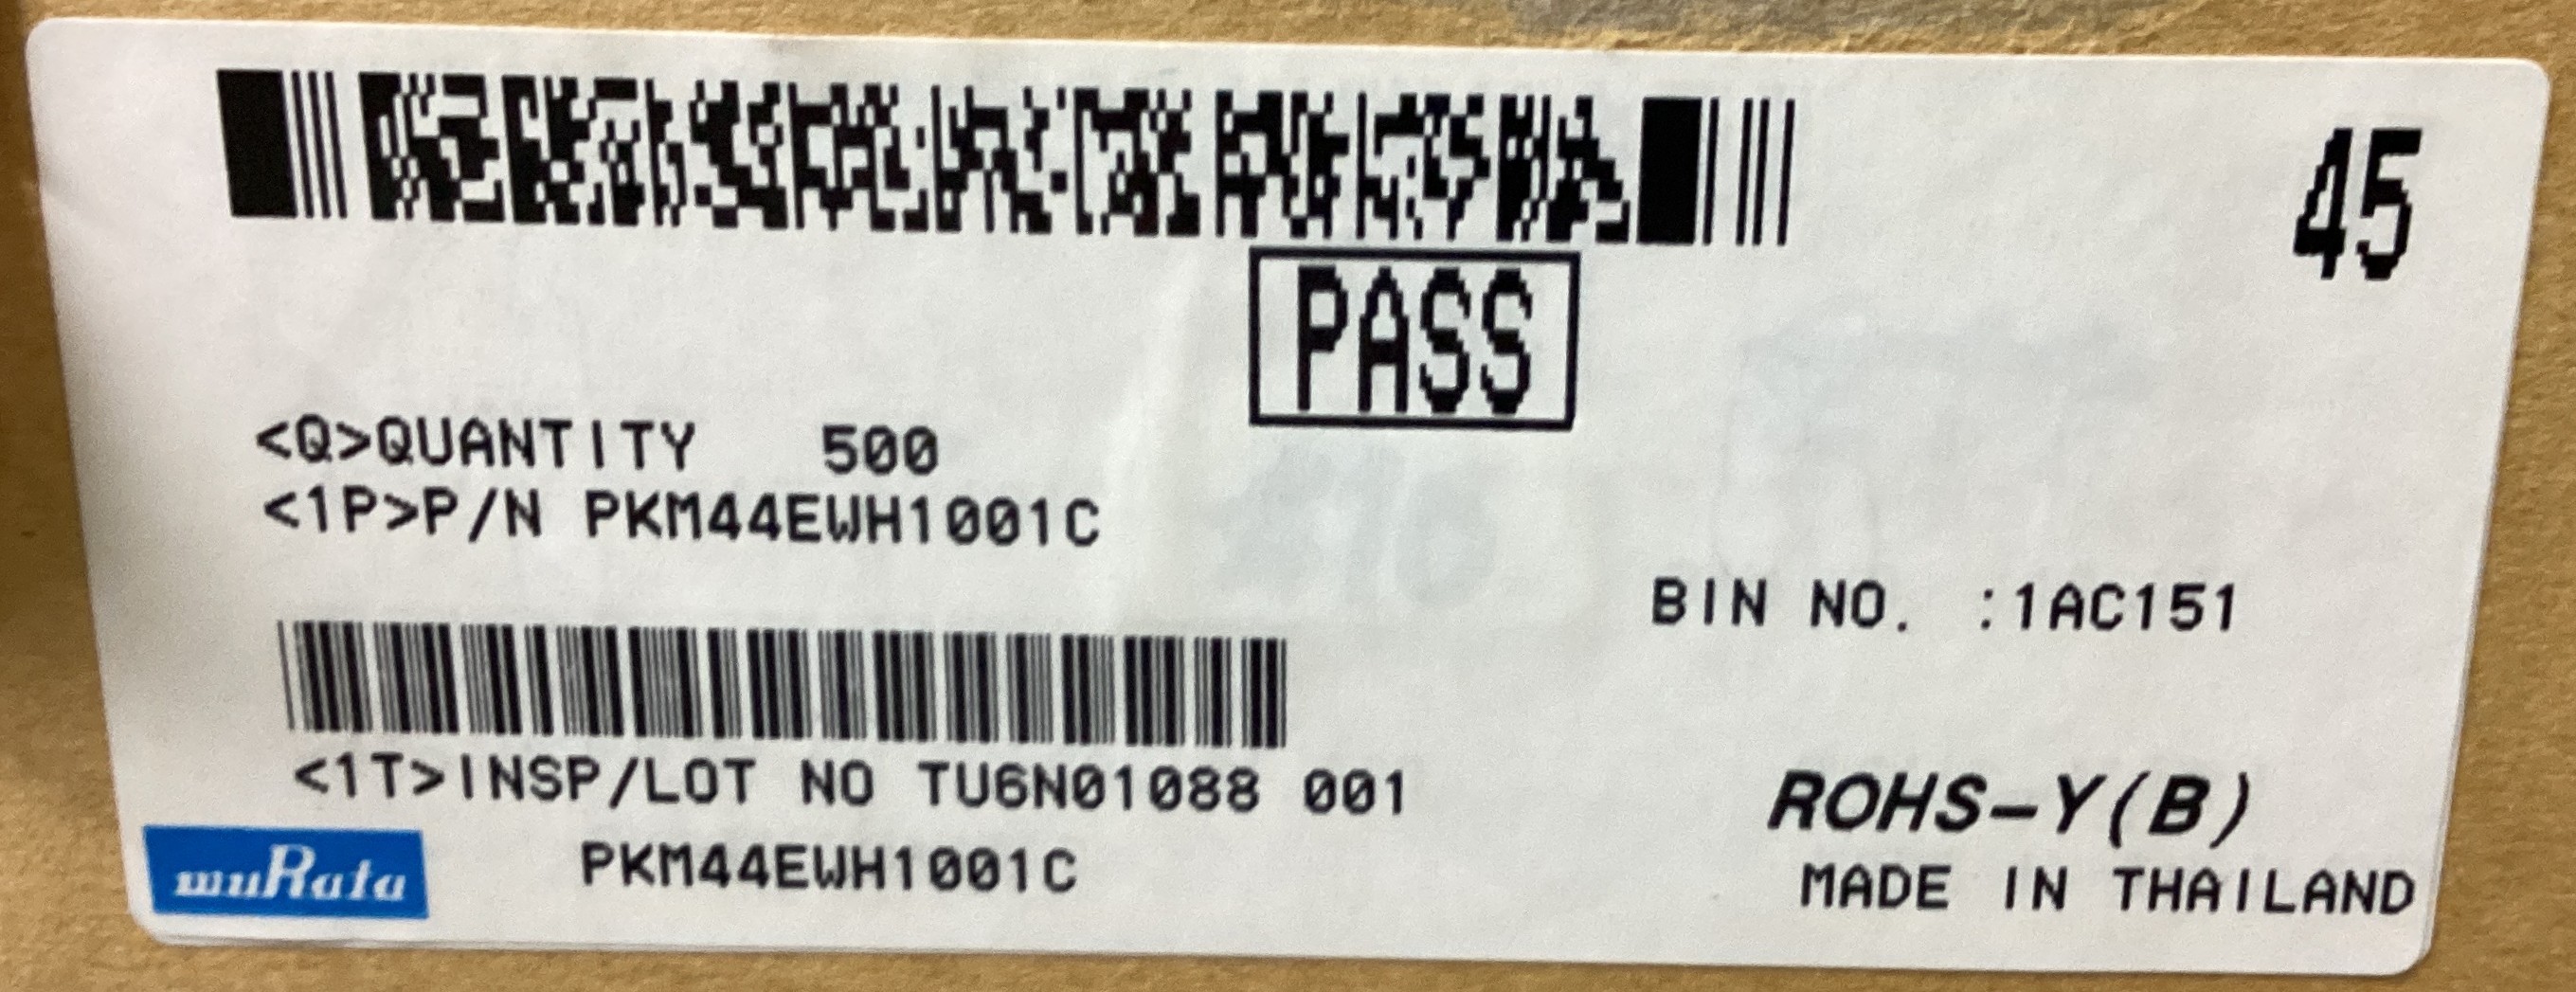 45
PASS
<Q>QUANTITY 500
<1P>P/N PKM44EWH1001C
BIN NO. :1AC151
<1T>INSP/LOT NO TU6N01088 001
ROHS-Y(B)
muRata PKM44EWH1001C
MADE IN THAILAND